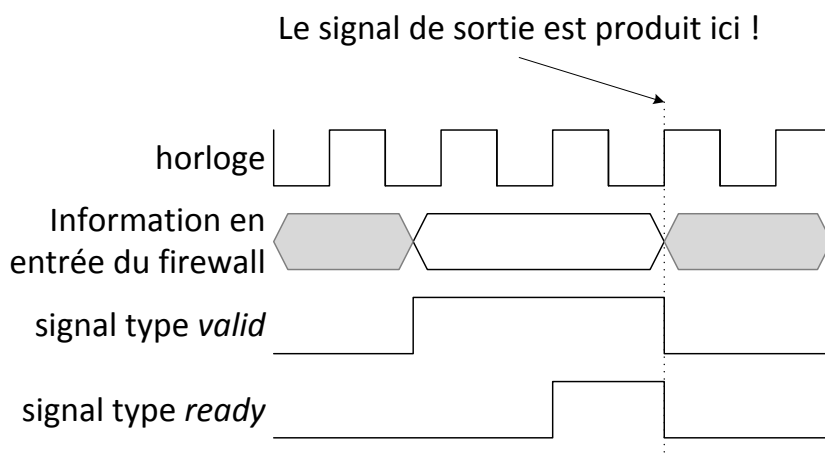 Le signal de sortie est produit ici !
horloge
Information en
entrée du firewall
signal type valid
signal type ready